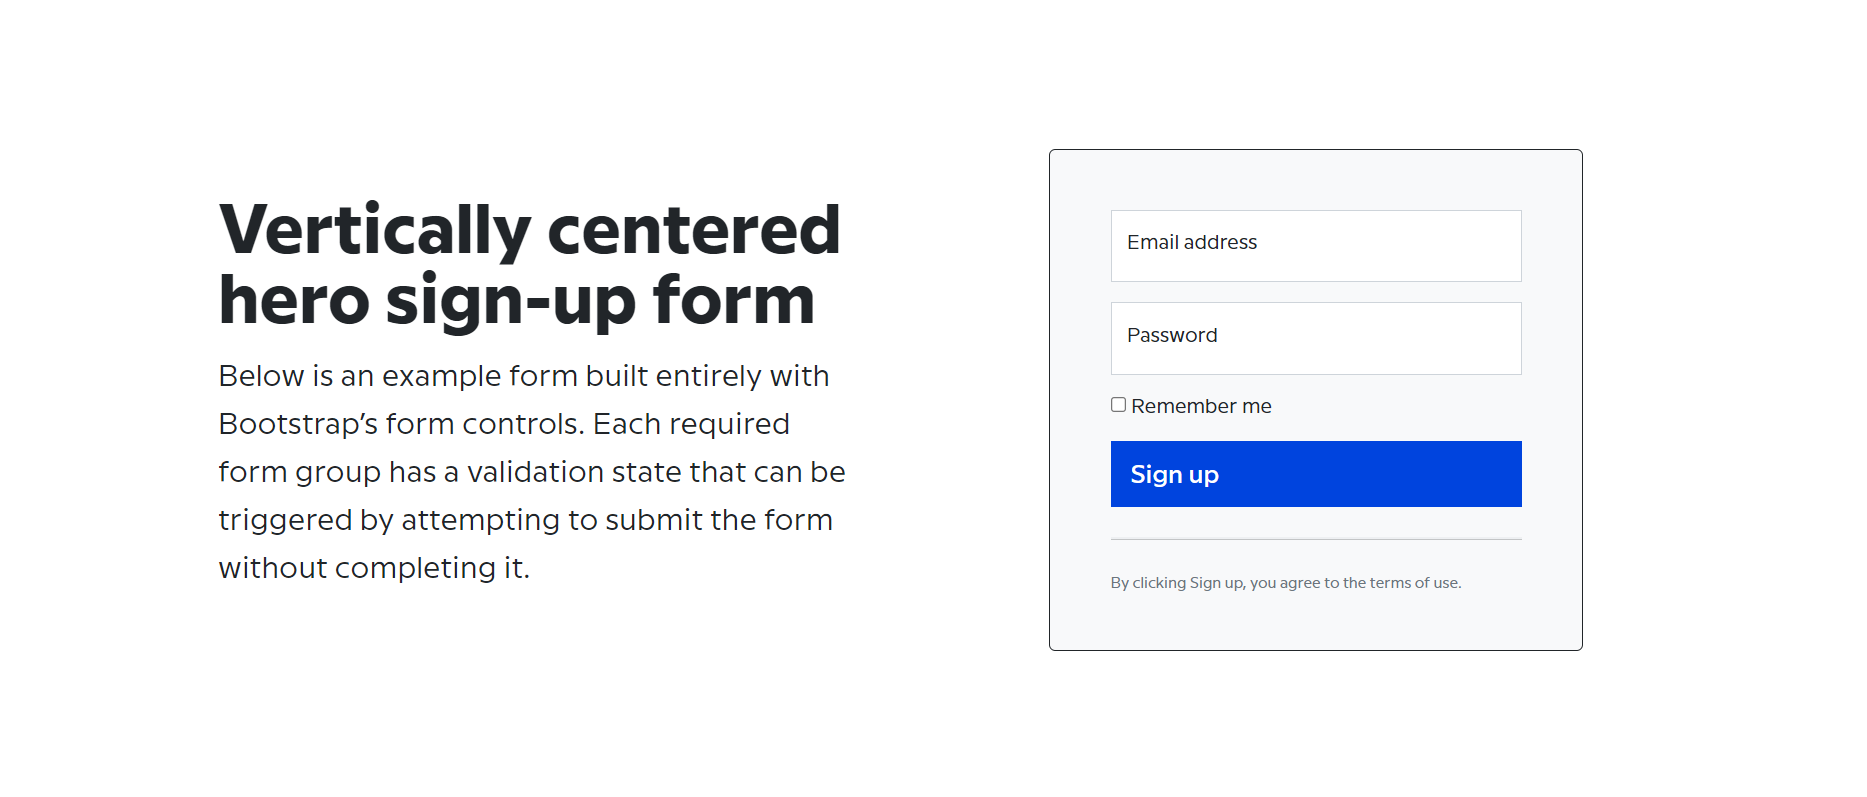 Vertically centered
hero sign-up form
Below is an example form built entirely with
Bootstrap’s form controls. Each required
form group has a validation state that can be
triggered by attempting to submit the form
without completing it.
Email address
Password
Remember me
Sign up
By clicking Sign up, you agree to the terms of use.